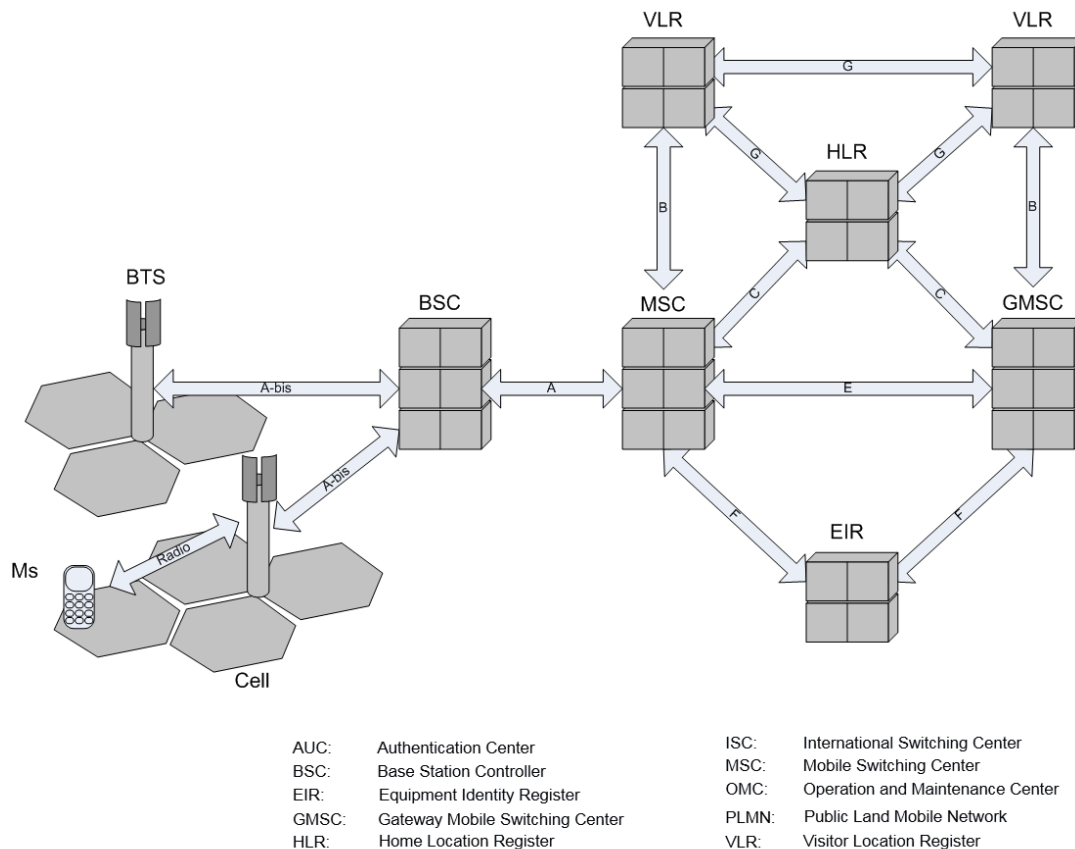 VLR
VLR
G
G
HLR
G
B
B
BTS
BSC
MSC
C
C
GMSC
A-bis
A
E
A-bis
Radio
F
EIR
F
Ms
Cell
AUC: Authentication Center
BSC: Base Station Controller
EIR: Equipment Identity Register
GMSC: Gateway Mobile Switching Center
HLR: Home Location Register
ISC: International Switching Center
MSC: Mobile Switching Center
OMC: Operation and Maintenance Center
PLMN: Public Land Mobile Network
VLR: Visitor Location Register